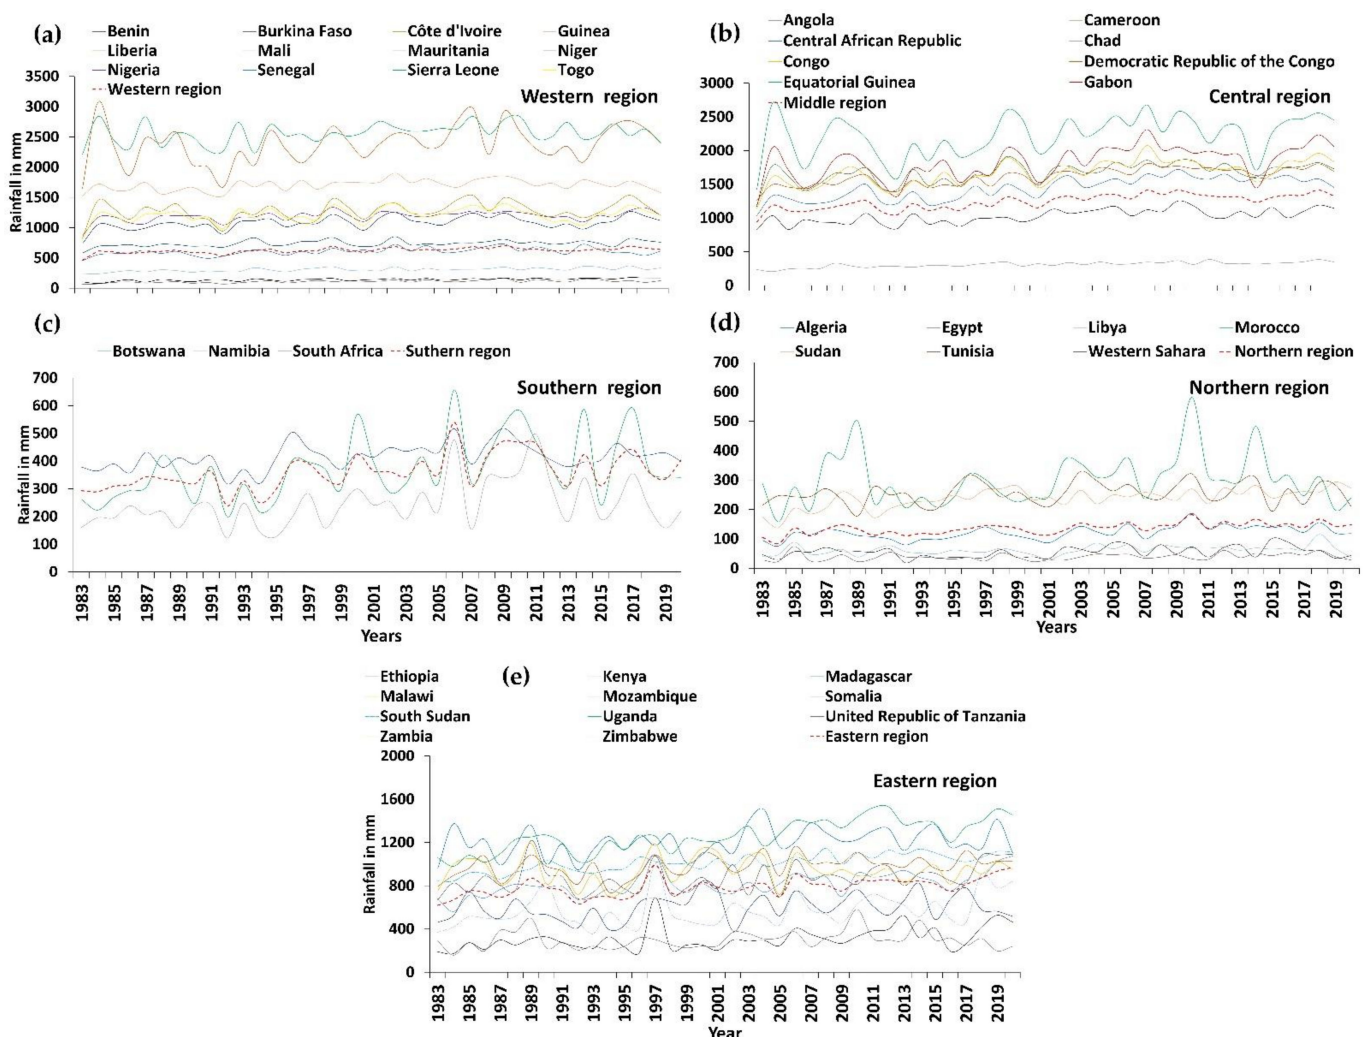 (a)
Benin Burkina Faso Côte d'Ivoire Guinea
Liberia Mali Mauritania Niger
Nigeria Senegal Sierra Leone Togo
Western region
Western region
Rainfall in mm
3500
3000
2500
2000
1500
1000
500
0
(b)
Angola Cameroon
Central African Republic Chad
Congo Democratic Republic of the Congo
Equatorial Guinea Gabon
Middle region
Central region
3000
2500
2000
1500
1000
500
0
(c)
Botswana Namibia South Africa Suthern regon
Southern region
Rainfall in mm
700
600
500
400
300
200
100
0
1983 1985 1987 1989 1991 1993 1995 1997 1999 2001 2003 2005 2007 2009 2011 2013 2015 2017 2019
Years
(d)
Algeria Egypt Libya Morocco
Sudan Tunisia Western Sahara Northern region
Northern region
700
600
500
400
300
200
100
0
1983 1985 1987 1989 1991 1993 1995 1997 1999 2001 2003 2005 2007 2009 2011 2013 2015 2017 2019
Years
(e)
Ethiopia Kenya Madagascar
Malawi Mozambique Somalia
South Sudan Uganda United Republic of Tanzania
Zambia Zimbabwe Eastern region
Eastern region
Rainfall in mm
2000
1600
1200
800
400
0
1983 1985 1987 1989 1991 1993 1995 1997 1999 2001 2003 2005 2007 2009 2011 2013 2015 2017 2019
Year